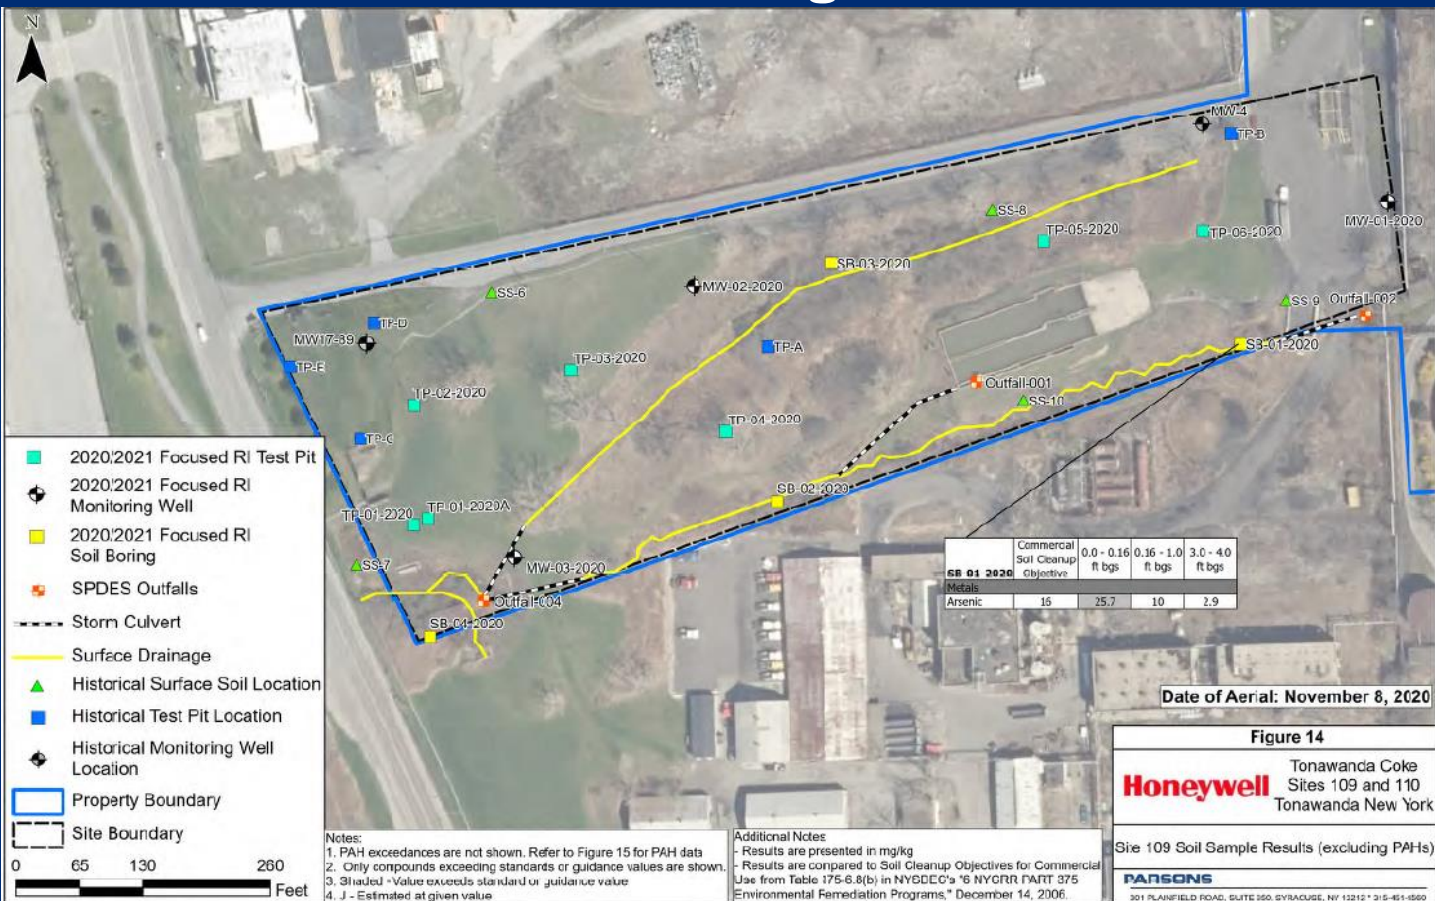 N
MW-4
TP-B
SS-8
MW-01-2020
TP-05-2020
TP-06-2020
SB-03-2020
MW-02-2020
SS-6
SS-9
Outfall-002
TP-D
MW17-89
SB-01-2020
TP-A
TP-03-2020
TP-E
Outfall-001
TP-02-2020
SS-10
TP-04-2020
TP-C
SB-02-2020
TP-01-2020A
TP-01-2020
MW-03-2020
SS-7
Outfall-004
SB-04-2020
2020/2021 Focused RI Test Pit
2020/2021 Focused RI
Monitoring Well
2020/2021 Focused RI
Soil Boring
SPDES Outfalls
Storm Culvert
Surface Drainage
Historical Surface Soil Location
Historical Test Pit Location
Historical Monitoring Well
Location
Property Boundary
Site Boundary
0 65 130 260
Feet
SB-01-2020 Commercial Soil Cleanup Objective 0.0 - 0.16 ft bgs 0.16 - 1.0 ft bgs 3.0 - 4.0 ft bgs
Metals
Arsenic 16 25.7 10 2.9
Notes:
1. PAH exceedances are not shown. Refer to Figure 15 for PAH data
2. Only compounds exceeding standards or guidance values are shown.
3. Shaded - Value exceeds standard or guidance value
4. J - Estimated at given value
Additional Notes
- Results are presented in mg/kg
- Results are compared to Soil Cleanup Objectives for Commercial
Use from Table 375-6.8(b) in NYSDEC's "6 NYCRR PART 375
Environmental Remediation Programs," December 14, 2006.
Date of Aerial: November 8, 2020
Figure 14
Honeywell
Tonawanda Coke
Sites 109 and 110
Tonawanda New York
Site 109 Soil Sample Results (excluding PAHs)
PARSONS
301 PLAINFIELD ROAD, SUITE 350, SYRACUSE, NY 13212 * 315-451-9560